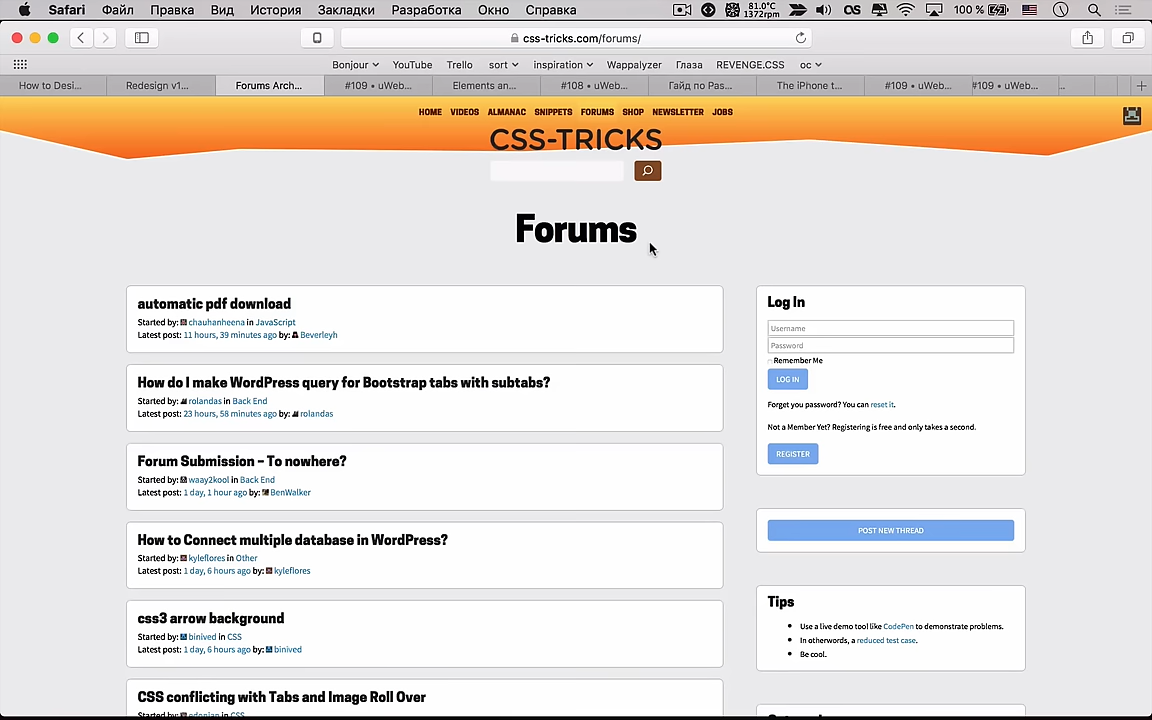 Safari Файл Правка Вид История Закладки Разработка Окно Справка 81.0°C 1372rpm 100 %
css-tricks.com/forums/
Bonjour YouTube Trello sort inspiration Wappalyzer Глаза REVENGE.CSS ос
How to Desi... Redesign v1... Forums Arch... #109 • uWeb... Elements an... #108 • uWeb... Гайд по Pas... The iPhone t... #109 • uWeb... #109 • uWeb... ...
HOME VIDEOS ALMANAC SNIPPETS FORUMS SHOP NEWSLETTER JOBS
CSS-TRICKS
Forums
automatic pdf download
Started by: chauhanheena in JavaScript
Latest post: 11 hours, 39 minutes ago by: Beverleyh
How do I make WordPress query for Bootstrap tabs with subtabs?
Started by: rolandas in Back End
Latest post: 23 hours, 58 minutes ago by: rolandas
Forum Submission – To nowhere?
Started by: waay2kool in Back End
Latest post: 1 day, 1 hour ago by: BenWalker
How to Connect multiple database in WordPress?
Started by: kyleflores in Other
Latest post: 1 day, 6 hours ago by: kyleflores
css3 arrow background
Started by: binived in CSS
Latest post: 1 day, 6 hours ago by: binived
CSS conflicting with Tabs and Image Roll Over
Started by: edonian in CSS
Log In
Username
Password
Remember Me
LOG IN
Forget you password? You can reset it.
Not a Member Yet? Registering is free and only takes a second.
REGISTER
POST NEW THREAD
Tips
Use a live demo tool like CodePen to demonstrate problems.
In otherwords, a reduced test case.
Be cool.